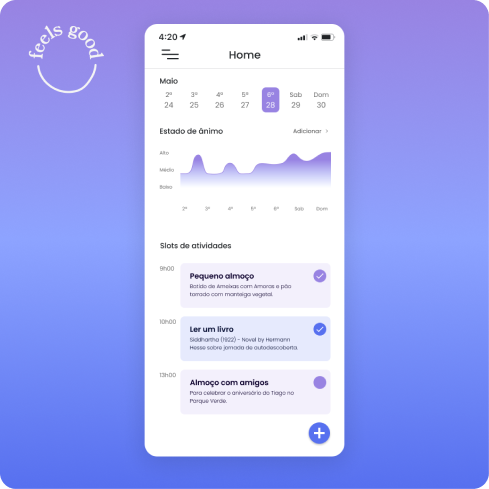 feels good
4:20
Home
Maio
2ª 3ª 4ª 5ª 6ª Sab Dom
24 25 26 27 28 29 30
Estado de ânimo
Adicionar >
Alto
Médio
Baixo
2ª 3ª 4ª 5ª 6ª Sab Dom
Slots de atividades
9h00
Pequeno almoço
Batido de Ameixas com Amoras e pão
torrado com manteiga vegetal.
10h00
Ler um livro
Siddhartha (1922) - Novel by Hermann
Hesse sobre jornada de autodescoberta.
13h00
Almoço com amigos
Para celebrar o aniversário do Tiago no
Parque Verde.